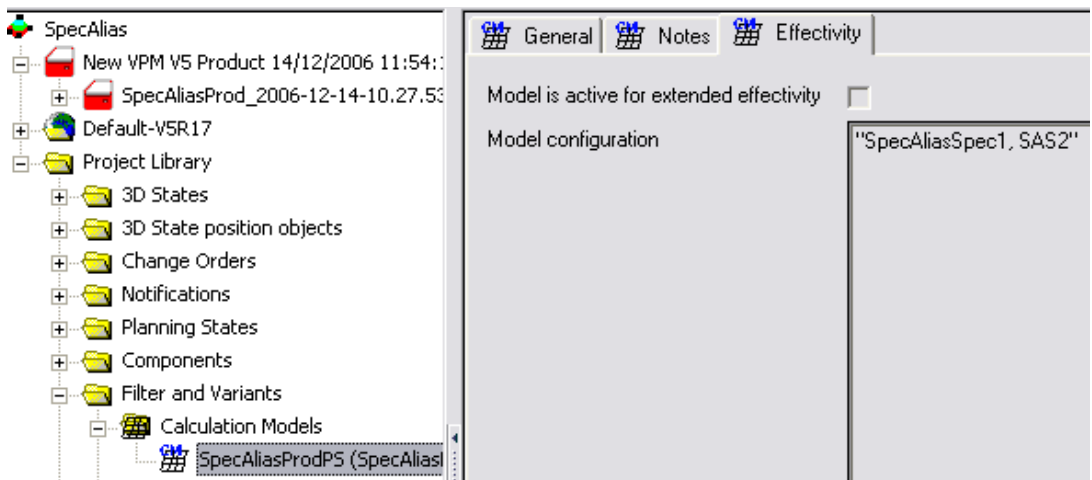 SpecAlias
New VPM V5 Product 14/12/2006 11:54:
SpecAliasProd_2006-12-14-10.27.53
Default-V5R17
Project Library
3D States
3D State position objects
Change Orders
Notifications
Planning States
Components
Filter and Variants
Calculation Models
SpecAliasProdPS (SpecAlias
General Notes Effectivity
Model is active for extended effectivity
Model configuration
"SpecAliasSpec1, SAS2"